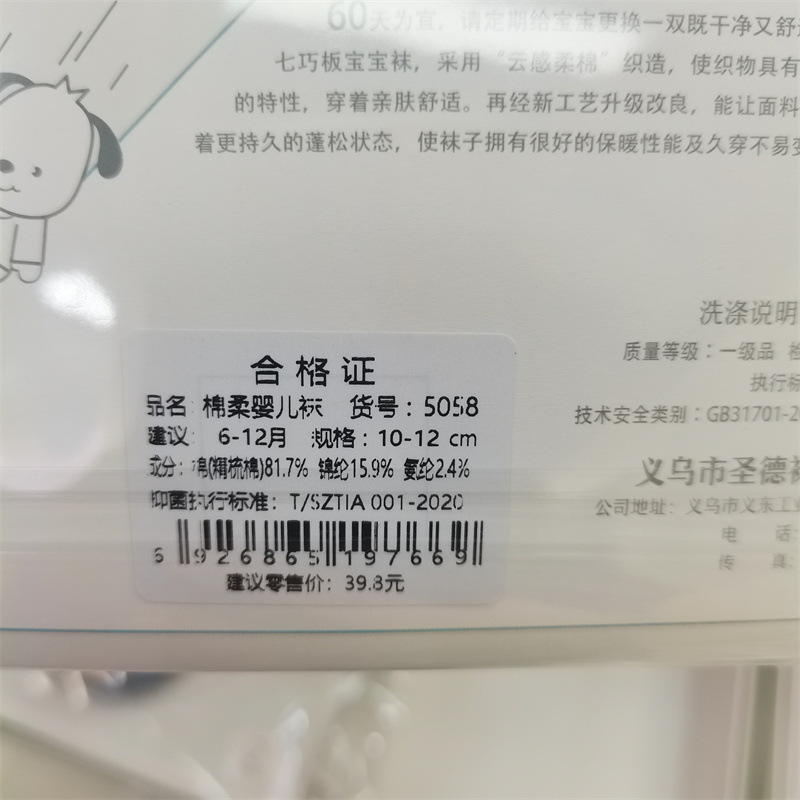 60天为宜，请定期给宝宝更换一双既干净又舒
七巧板宝宝袜，采用“云感柔棉”织造，使织物具有
的特性，穿着亲肤舒适。再经新工艺升级改良，能让面料
着更持久的蓬松状态，使袜子拥有很好的保暖性能及久穿不易变
洗涤说明
质量等级：一级品 检
执行标
技术安全类别：GB31701-20
义乌市圣德袜
公司地址：义乌市义东工业
电 话：
传 真：
合格证
品名：棉柔婴儿袜 货号：5058
建议： 6-12月 规格：10-12 cm
成分：棉(精梳棉)81.7% 锦纶15.9% 氨纶2.4%
抑菌执行标准：T/SZTIA 001-2020
6 926865 197669
建议零售价：39.8元